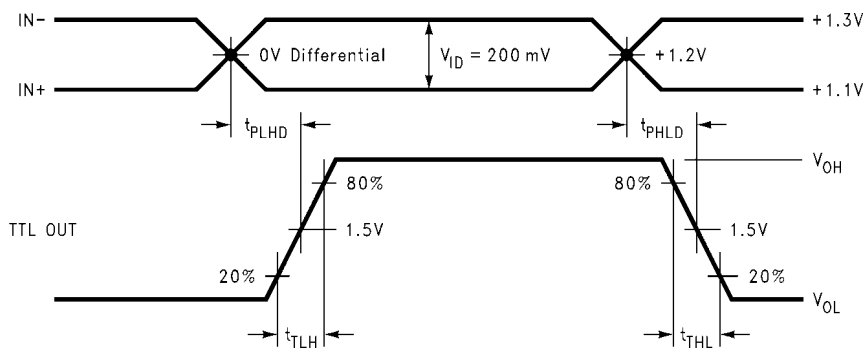 IN- +1.3V
0V Differential V_ID = 200 mV +1.2V
IN+ +1.1V
t_PLHD t_PHLD
V_OH
80% 80%
TTL OUT 1.5V 1.5V
20% 20%
V_OL
t_TLH t_THL